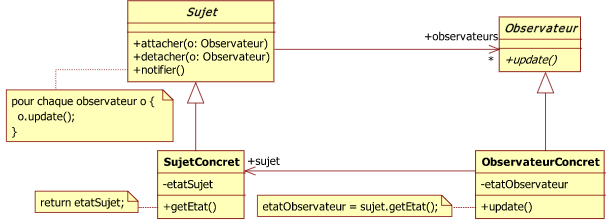 Sujet
+attacher(o: Observateur)
+detacher(o: Observateur)
+notifier()
+observateurs
*
Observateur
+update()
pour chaque observateur o {
o.update();
}
SujetConcret
-etatSujet
+getEtat()
+sujet
ObservateurConcret
-etatObservateur
+update()
return etatSujet;
etatObservateur = sujet.getEtat();